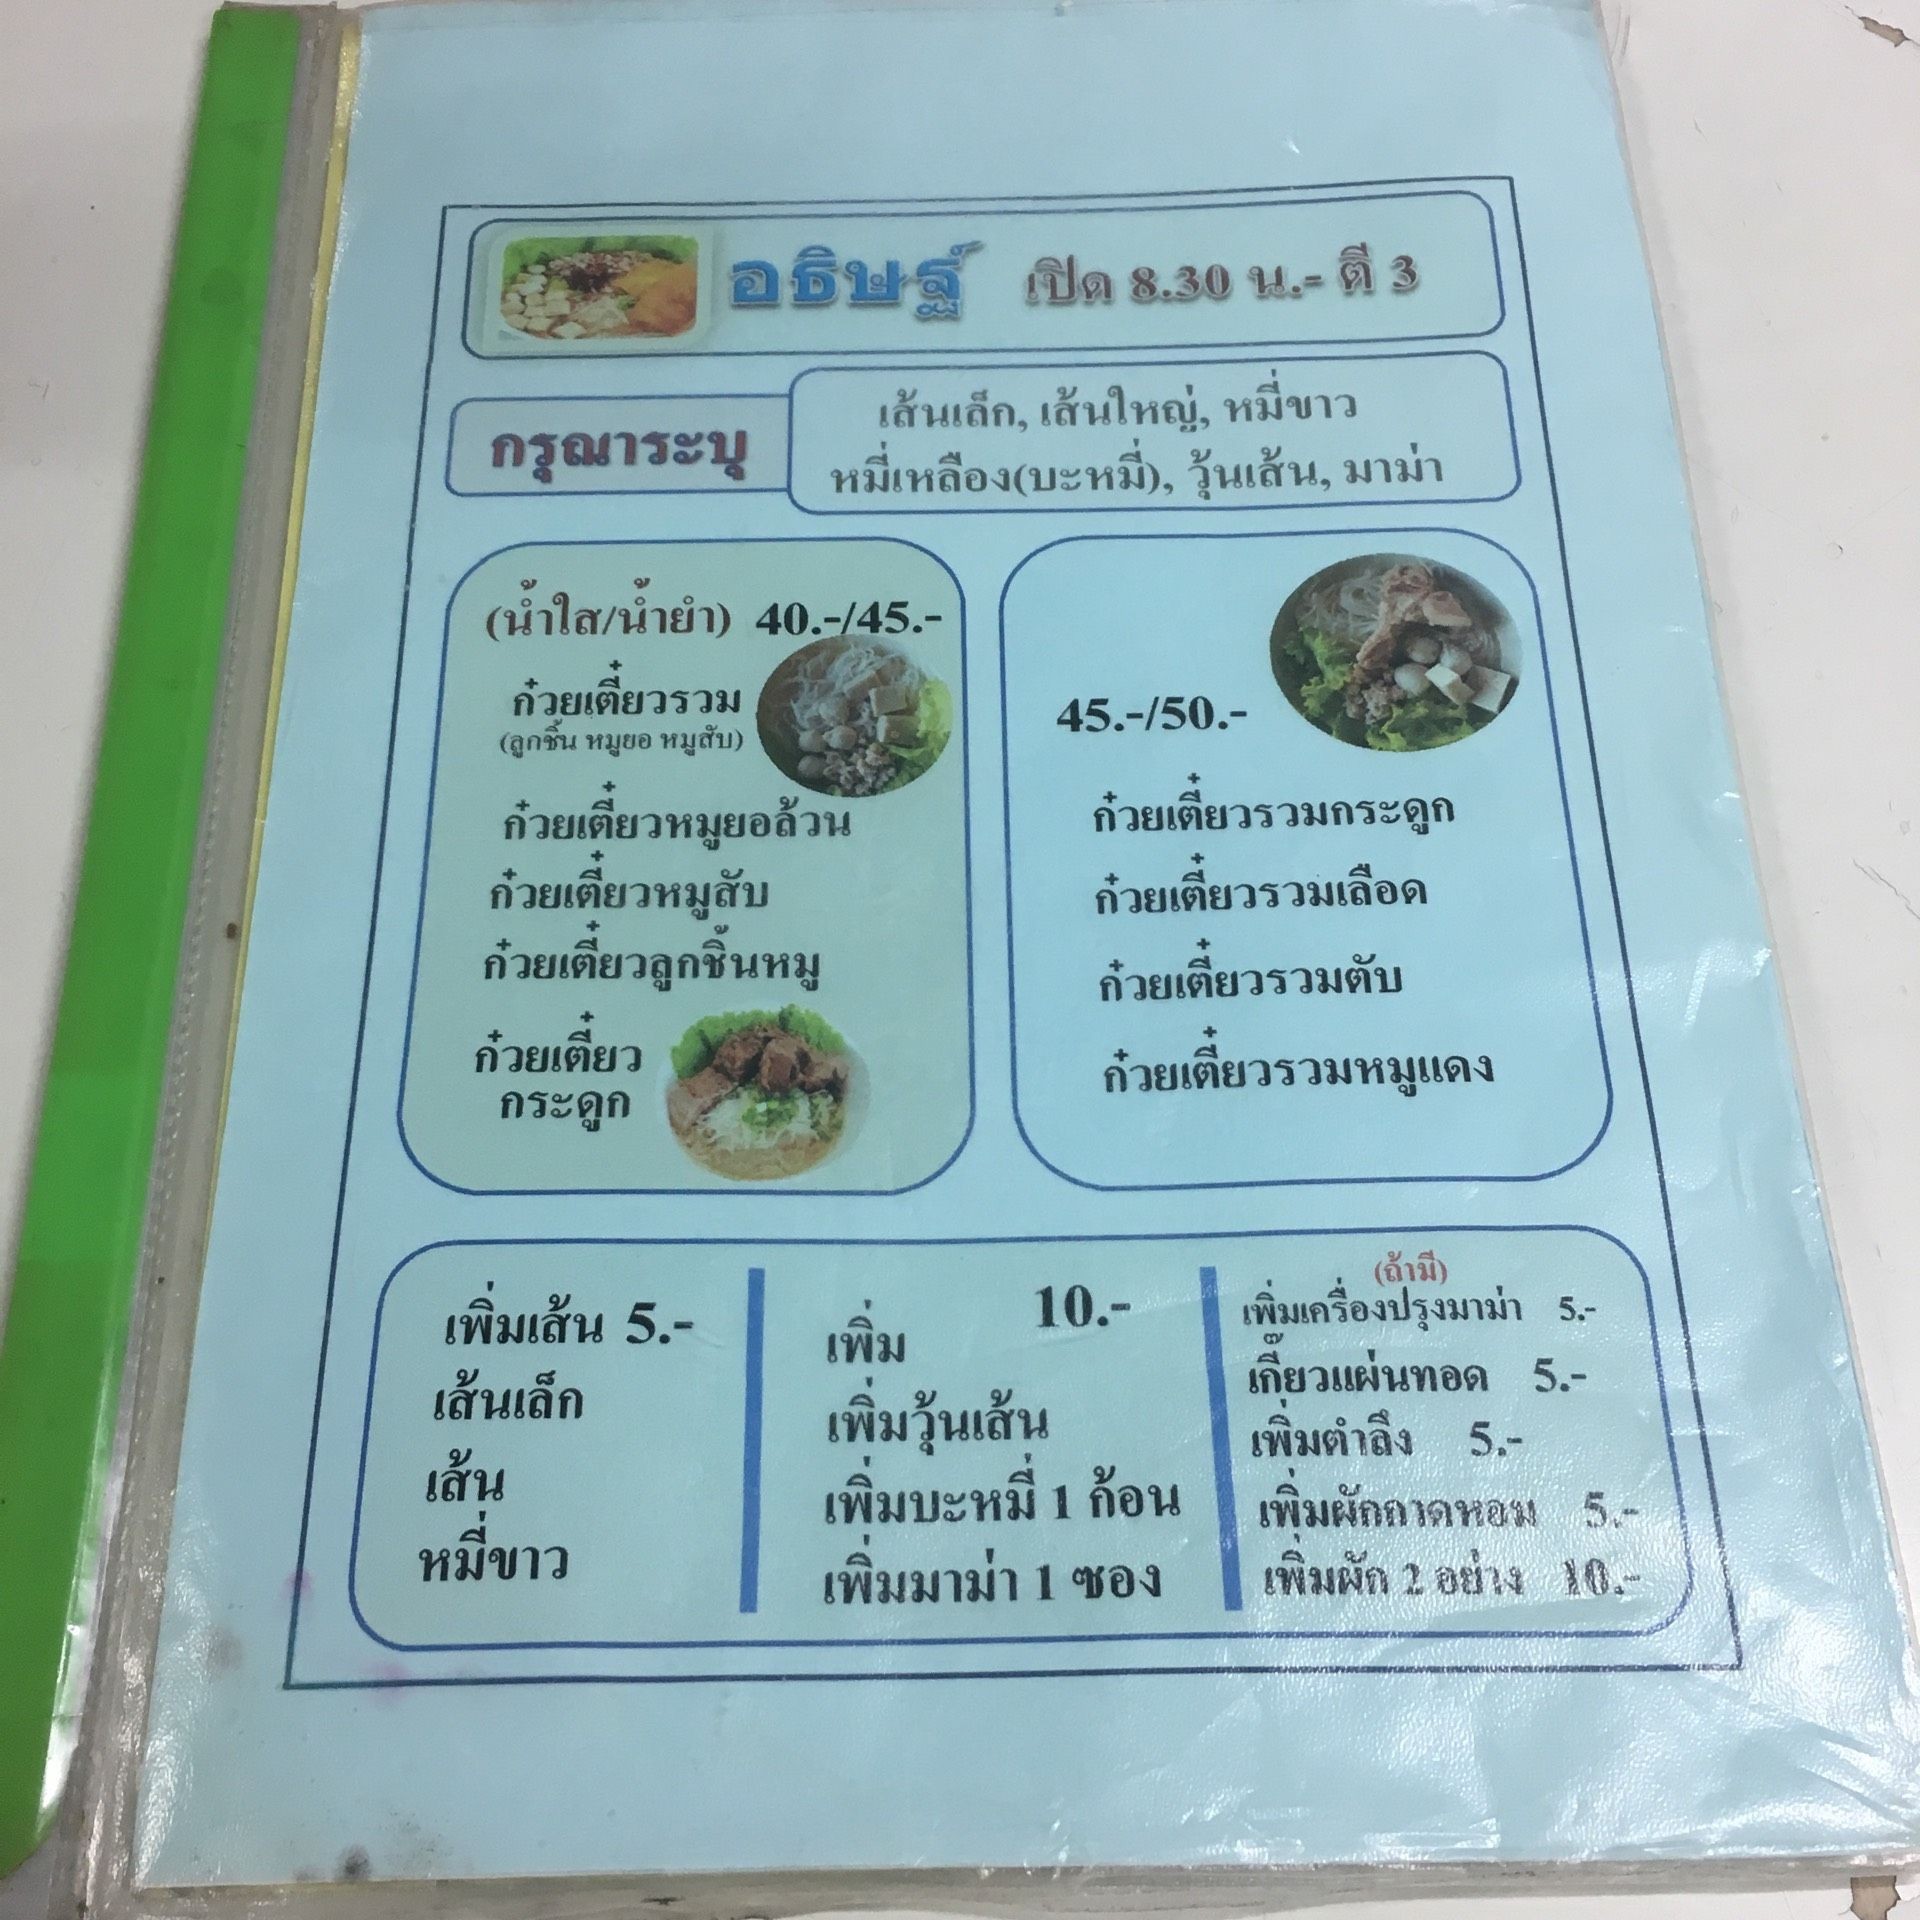 อธิษฐ์ เปิด 8.30 น.- ตี 3
กรุณาระบุ
เส้นเล็ก, เส้นใหญ่, หมี่ขาว
หมี่เหลือง(บะหมี่), วุ้นเส้น, มาม่า
(น้ำใส/น้ำยำ) 40.-/45.-
ก๋วยเตี๋ยวรวม
(ลูกชิ้น หมูยอ หมูสับ)
ก๋วยเตี๋ยวหมูยอล้วน
ก๋วยเตี๋ยวหมูสับ
ก๋วยเตี๋ยวลูกชิ้นหมู
ก๋วยเตี๋ยว
กระดูก
45.-/50.-
ก๋วยเตี๋ยวรวมกระดูก
ก๋วยเตี๋ยวรวมเลือด
ก๋วยเตี๋ยวรวมตับ
ก๋วยเตี๋ยวรวมหมูแดง
เพิ่มเส้น 5.-
เส้นเล็ก
เส้น
หมี่ขาว
เพิ่ม 10.-
เพิ่มวุ้นเส้น
เพิ่มบะหมี่ 1 ก้อน
เพิ่มมาม่า 1 ซอง
(ถ้ามี)
เพิ่มเครื่องปรุงมาม่า 5.-
เกี๊ยวแผ่นทอด 5.-
เพิ่มตำลึง 5.-
เพิ่มผักกาดหอม 5.-
เพิ่มผัก 2 อย่าง 10.-